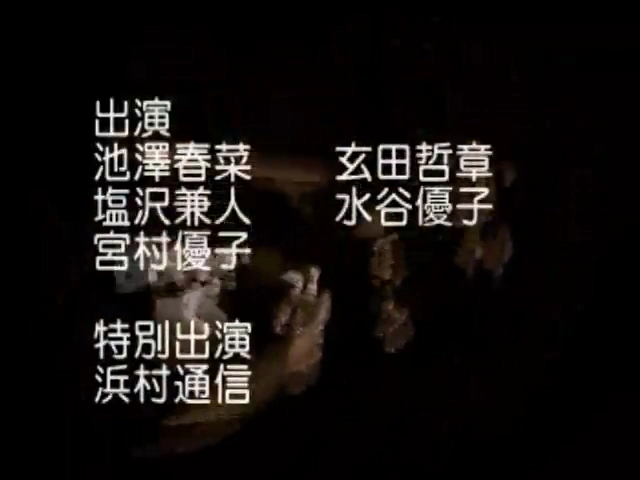 出演
池澤春菜 玄田哲章
塩沢兼人 水谷優子
宮村優子
特別出演
浜村通信